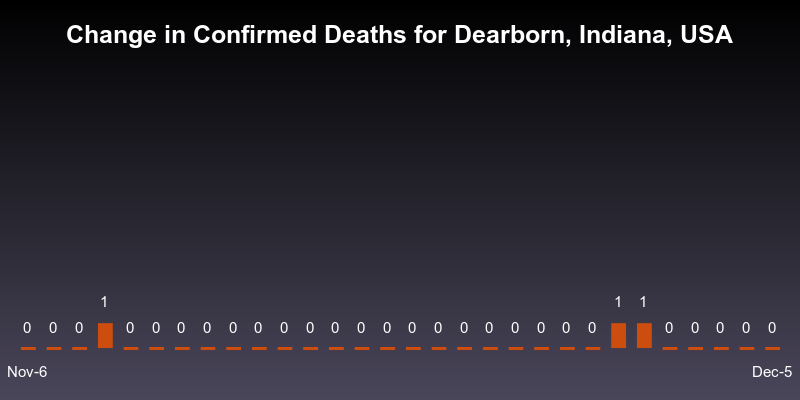 Change in Confirmed Deaths for Dearborn, Indiana, USA
1 1 1
0 0 0 0 0 0 0 0 0 0 0 0 0 0 0 0 0 0 0 0 0 0 0 0 0 0 0
Nov-6 Dec-5